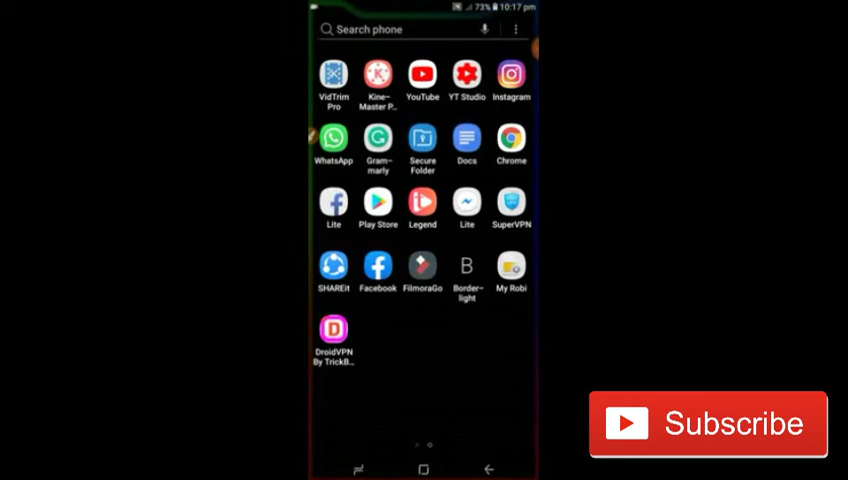 73% 10:17 pm
Search phone
VidTrim Pro
Kine- Master P...
YouTube
YT Studio
Instagram
WhatsApp
Gram- marly
Secure Folder
Docs
Chrome
Lite
Play Store
Legend
Lite
SuperVPN
SHAREit
Facebook
FilmoraGo
B
Border- light
My Robi
D
DroidVPN By TrickB...
Subscribe